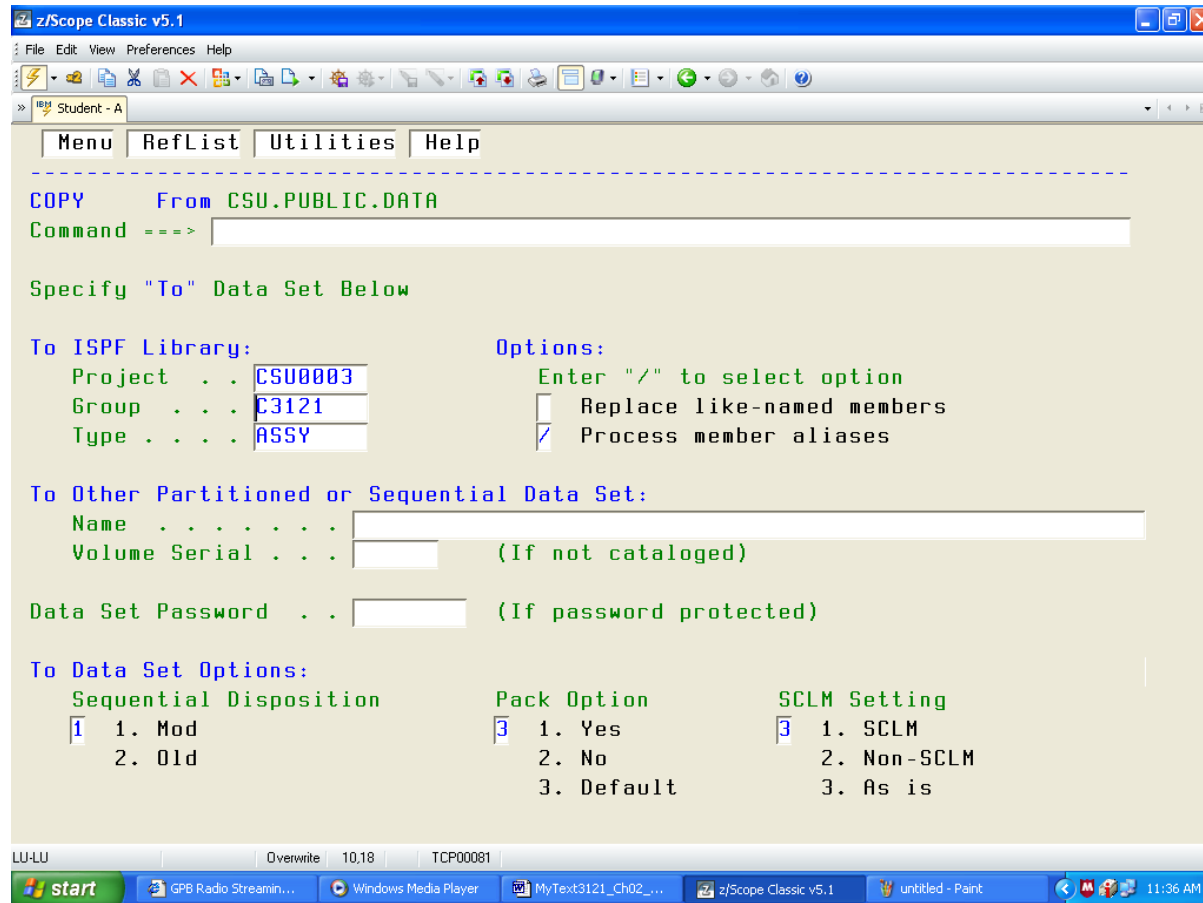 z/Scope Classic v5.1
File Edit View Preferences Help
Student - A
Menu RefList Utilities Help
COPY From CSU.PUBLIC.DATA
Command ===>
Specify "To" Data Set Below
To ISPF Library: Options:
Project . . CSU0003 Enter "/" to select option
Group . . . C3121 Replace like-named members
Type . . . . ASSY / Process member aliases
To Other Partitioned or Sequential Data Set:
Name . . . . . . .
Volume Serial . . . (If not cataloged)
Data Set Password . . (If password protected)
To Data Set Options:
Sequential Disposition Pack Option SCLM Setting
1 1. Mod 3 1. Yes 3 1. SCLM
2. Old 2. No 2. Non-SCLM
3. Default 3. As is
LU-LU Overwrite 10,18 TCP00081
start GPB Radio Streamin... Windows Media Player MyText3121_Ch02_... z/Scope Classic v5.1 untitled - Paint 11:36 AM